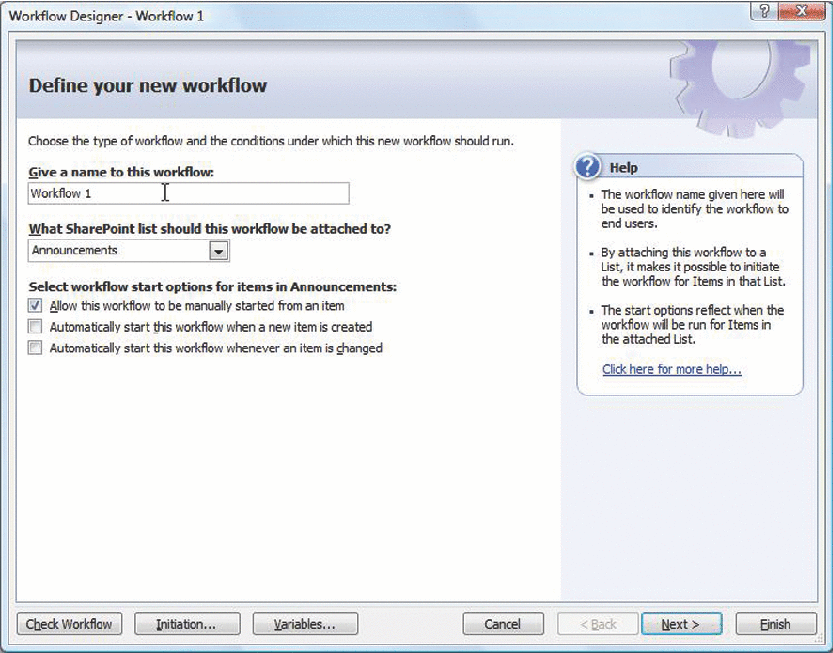 Workflow Designer - Workflow 1
?
X
Define your new workflow
Choose the type of workflow and the conditions under which this new workflow should run.
Give a name to this workflow:
Workflow 1
What SharePoint list should this workflow be attached to?
Announcements
Select workflow start options for items in Announcements:
Allow this workflow to be manually started from an item
Automatically start this workflow when a new item is created
Automatically start this workflow whenever an item is changed
? Help
• The workflow name given here will
be used to identify the workflow to
end users.
• By attaching this workflow to a
List, it makes it possible to initiate
the workflow for Items in that List.
• The start options reflect when the
workflow will be run for Items in
the attached List.
Click here for more help...
Check Workflow
Initiation...
Variables...
Cancel
< Back
Next >
Finish